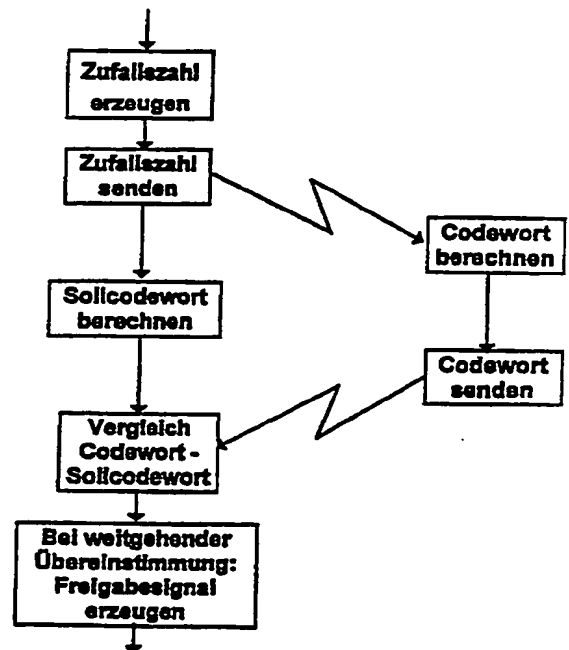 Zufallszahl
erzeugen
Zufallszahl
senden
Codewort
berechnen
Sollcodewort
berechnen
Codewort
senden
Vergleich
Codewort -
Sollcodewort
Bei weitgehender
Übereinstimmung:
Freigabesignal
erzeugen